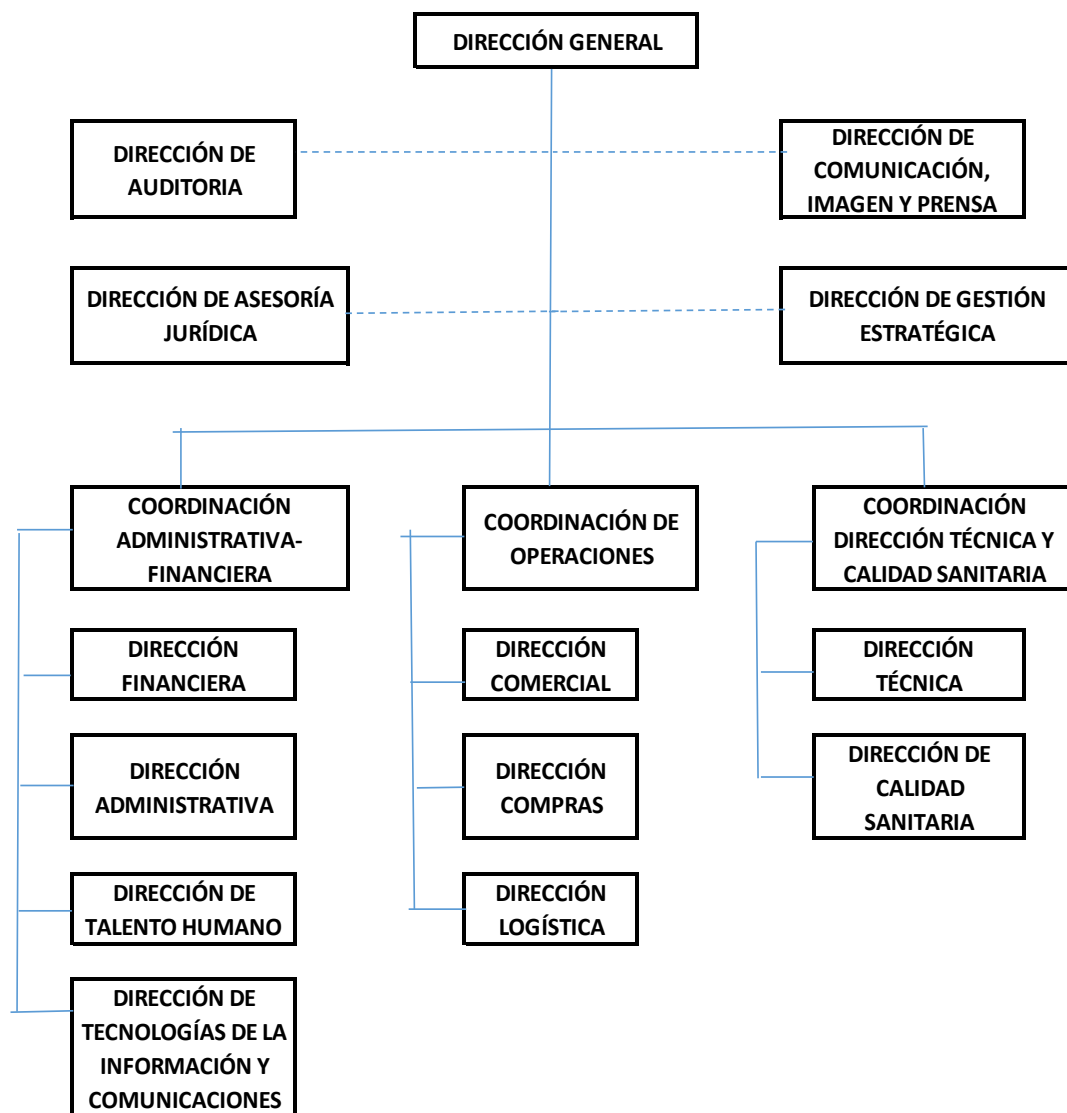 DIRECCIÓN GENERAL
DIRECCIÓN DE
AUDITORIA
DIRECCIÓN DE
COMUNICACIÓN,
IMAGEN Y PRENSA
DIRECCIÓN DE ASESORÍA
JURÍDICA
DIRECCIÓN DE GESTIÓN
ESTRATÉGICA
COORDINACIÓN
ADMINISTRATIVA-
FINANCIERA
COORDINACIÓN DE
OPERACIONES
COORDINACIÓN
DIRECCIÓN TÉCNICA Y
CALIDAD SANITARIA
DIRECCIÓN
FINANCIERA
DIRECCIÓN
COMERCIAL
DIRECCIÓN
TÉCNICA
DIRECCIÓN
ADMINISTRATIVA
DIRECCIÓN
COMPRAS
DIRECCIÓN DE
CALIDAD
SANITARIA
DIRECCIÓN DE
TALENTO HUMANO
DIRECCIÓN
LOGÍSTICA
DIRECCIÓN DE
TECNOLOGÍAS DE LA
INFORMACIÓN Y
COMUNICACIONES